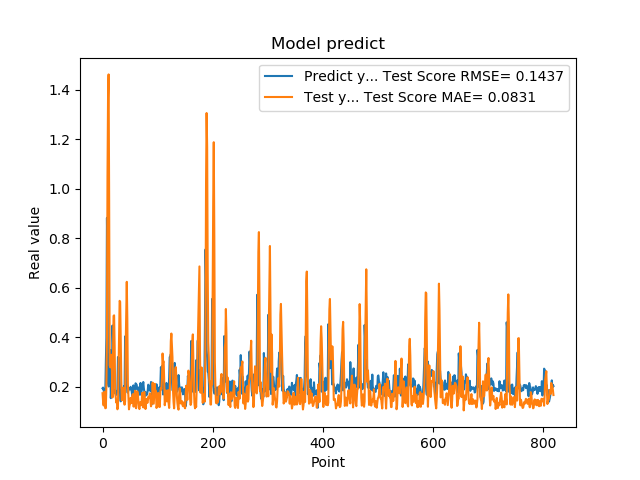 Model predict
Predict y... Test Score RMSE= 0.1437
Test y... Test Score MAE= 0.0831
1.4
1.2
1.0
0.8
0.6
0.4
0.2
Real value
0
200
400
600
800
Point